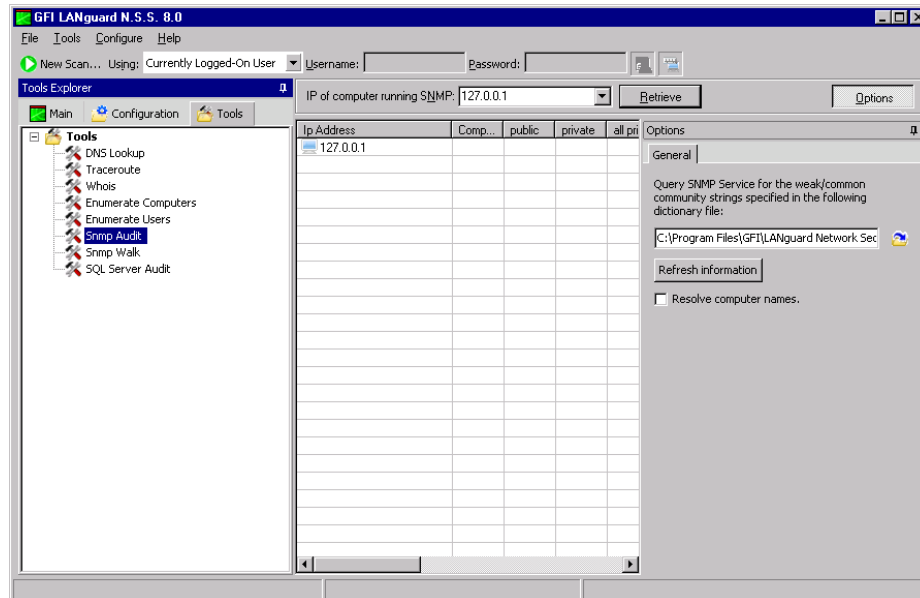 GFI LANguard N.S.S. 8.0
File Tools Configure Help
New Scan... Using: Currently Logged-On User Username: Password:
Tools Explorer
Main Configuration Tools
Tools
DNS Lookup
Traceroute
Whois
Enumerate Computers
Enumerate Users
Snmp Audit
Snmp Walk
SQL Server Audit
IP of computer running SNMP: 127.0.0.1 Retrieve Options
Ip Address Comp... public private all pri
127.0.0.1
Options
General
Query SNMP Service for the weak/common
community strings specified in the following
dictionary file:
C:\Program Files\GFI\LANguard Network Sec
Refresh information
Resolve computer names.